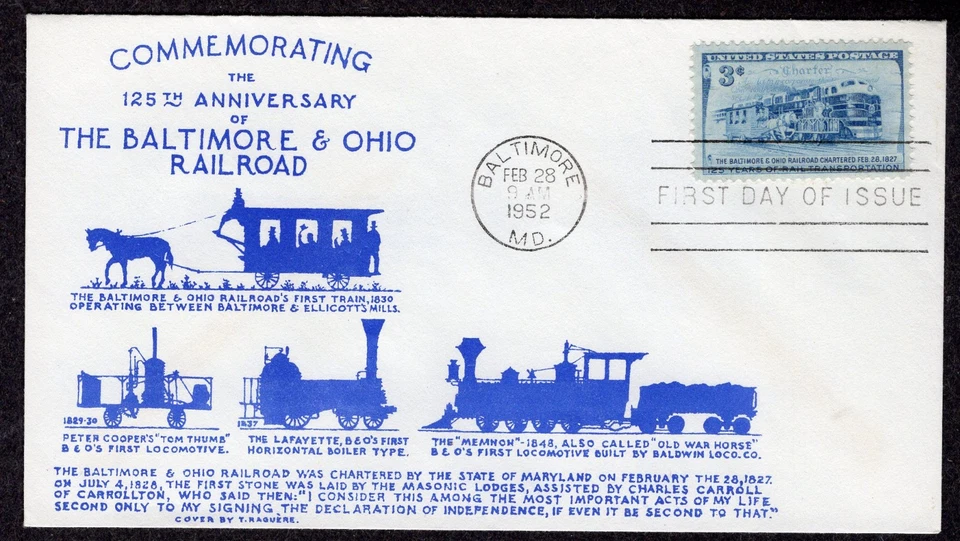 COMMEMORATING
THE
125TH ANNIVERSARY
OF
THE BALTIMORE & OHIO
RAILROAD
UNITED STATES POSTAGE
3¢
Charter
THE BALTIMORE & OHIO RAILROAD CHARTERED FEB. 28, 1827
125 YEARS OF RAIL TRANSPORTATION
BALTIMORE
FEB 28
9 AM
1952
MD.
FIRST DAY OF ISSUE
THE BALTIMORE & OHIO RAILROAD'S FIRST TRAIN, 1830
OPERATING BETWEEN BALTIMORE & ELLICOTT'S MILLS.
1829-30
PETER COOPER'S "TOM THUMB"
B & O'S FIRST LOCOMOTIVE.
1837
THE LAFAYETTE, B & O'S FIRST
HORIZONTAL BOILER TYPE.
THE "MEMNON"-1848, ALSO CALLED "OLD WAR HORSE"
B & O'S FIRST LOCOMOTIVE BUILT BY BALDWIN LOCO. CO.
THE BALTIMORE & OHIO RAILROAD WAS CHARTERED BY THE STATE OF MARYLAND ON FEBRUARY THE 28, 1827.
ON JULY 4, 1828, THE FIRST STONE WAS LAID BY THE MASONIC LODGES, ASSISTED BY CHARLES CARROLL
OF CARROLLTON, WHO SAID THEN: "I CONSIDER THIS AMONG THE MOST IMPORTANT ACTS OF MY LIFE
SECOND ONLY TO MY SIGNING THE DECLARATION OF INDEPENDENCE, IF EVEN IT BE SECOND TO THAT."
COVER BY T. NAQUÈRE.